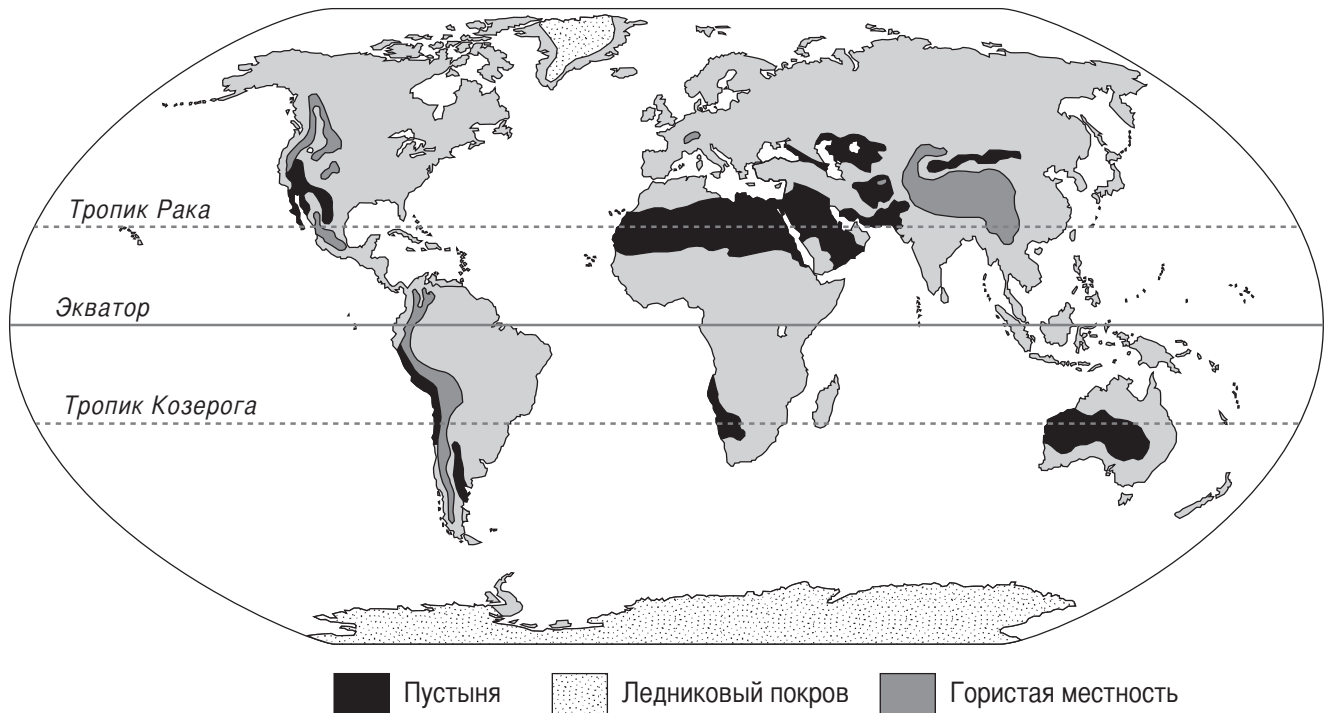 Тропик Рака
Экватор
Тропик Козерога
Пустыня
Ледниковый покров
Гористая местность